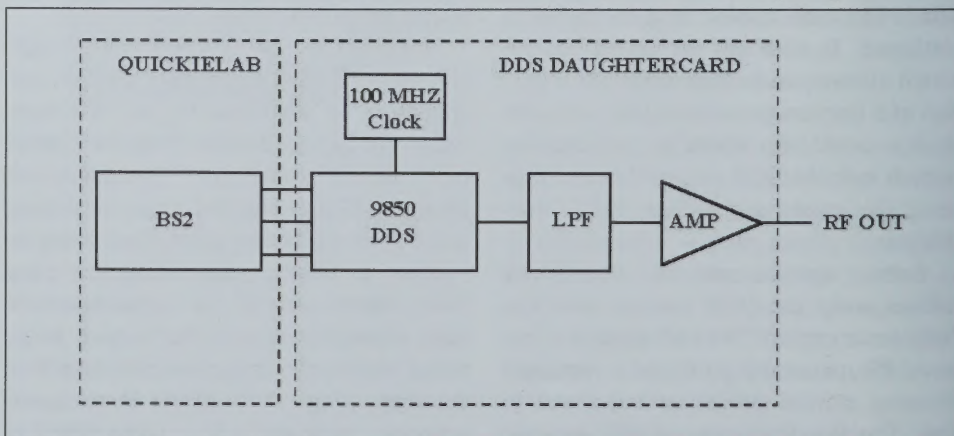 QUICKIELAB
DDS DAUGHTERCARD
100 MHZ
Clock
BS2
9850
DDS
LPF
AMP
RF OUT